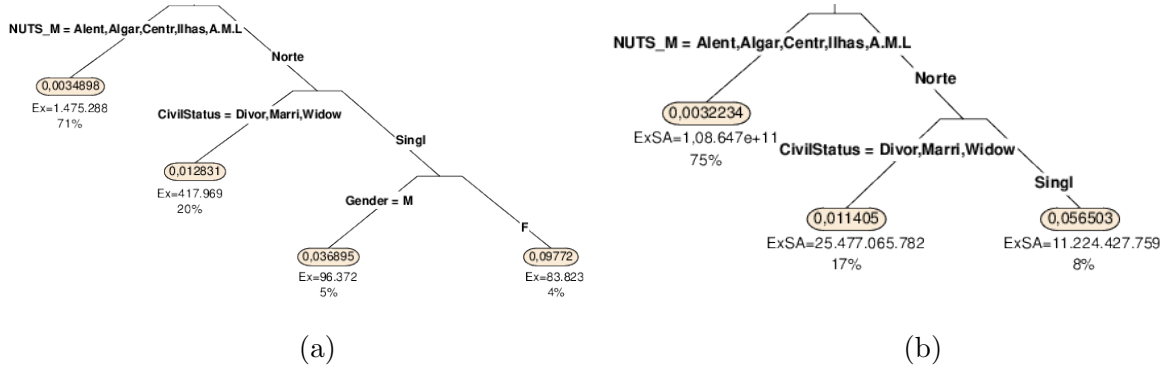 NUTS_M = Alent,Algar,Centr,Ilhas,A.M.L
Norte
0,0034898
Ex=1.475.288
71%
CivilStatus = Divor,Marri,Widow
Singl
0,012831
Ex=417.969
20%
Gender = M
F
0,036895
Ex=96.372
5%
0,09772
Ex=83.823
4%
(a)
NUTS_M = Alent,Algar,Centr,Ilhas,A.M.L
Norte
0,0032234
ExSA=1,08.647e+11
75%
CivilStatus = Divor,Marri,Widow
Singl
0,011405
ExSA=25.477.065.782
17%
0,056503
ExSA=11.224.427.759
8%
(b)